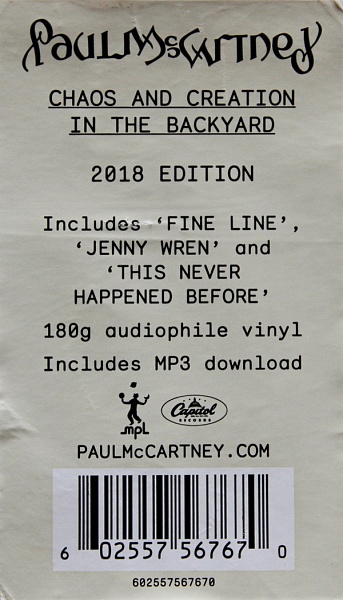 PAULMcCARTNEY
CHAOS AND CREATION
IN THE BACKYARD
2018 EDITION
Includes ‘FINE LINE’,
‘JENNY WREN’ and
‘THIS NEVER
HAPPENED BEFORE’
180g audiophile vinyl
Includes MP3 download
mpl
Capitol
RECORDS
PAULMcCARTNEY.COM
6 02557 56767 0
602557567670